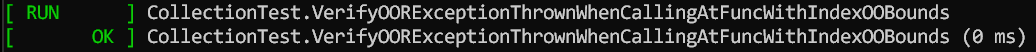 [ RUN      ] CollectionTest.VerifyOORExceptionThrownWhenCallingAtFuncWithIndexOOBounds
[       OK ] CollectionTest.VerifyOORExceptionThrownWhenCallingAtFuncWithIndexOOBounds (0 ms)